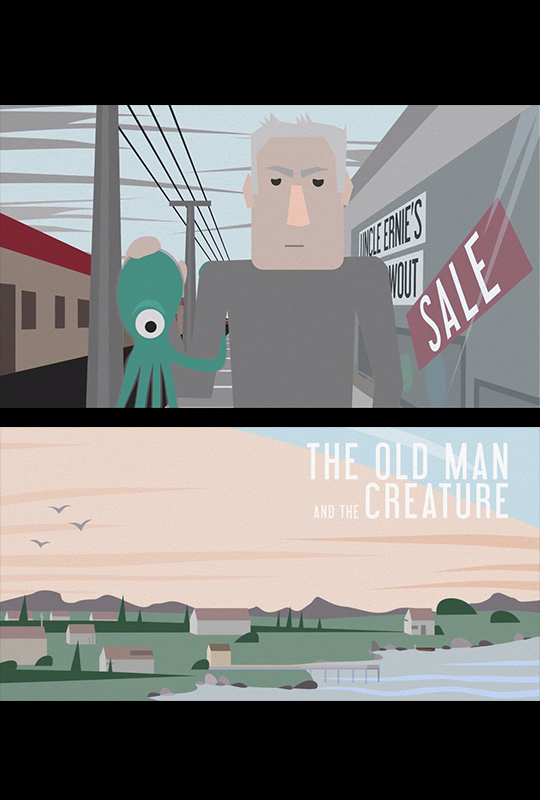 UNCLE ERNIE'S
WOUT
SALE
THE OLD MAN
AND THE CREATURE